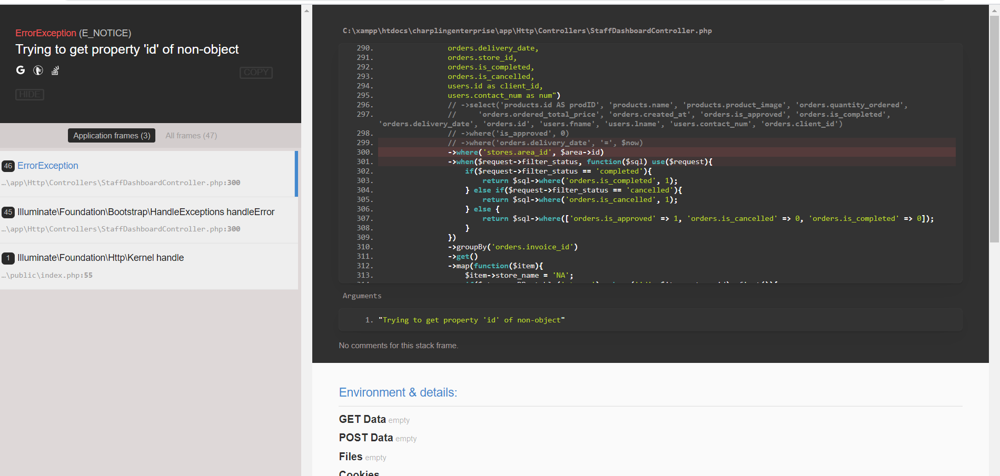 ErrorException (E_NOTICE)
Trying to get property 'id' of non-object
COPY
HIDE
Application frames (3) All frames (47)
46 ErrorException
…\app\Http\Controllers\StaffDashboardController.php:300
45 Illuminate\Foundation\Bootstrap\HandleExceptions handleError
…\app\Http\Controllers\StaffDashboardController.php:300
1 Illuminate\Foundation\Http\Kernel handle
…\public\index.php:55
C:\xampp\htdocs\charplingenterprise\app\Http\Controllers\StaffDashboardController.php
290. orders.delivery_date,
291. orders.store_id,
292. orders.is_completed,
293. orders.is_cancelled,
294. users.id as client_id,
295. users.contact_num as num")
296. // ->select('products.id AS prodID', 'products.name', 'products.product_image', 'orders.quantity_ordered',
297. // 'orders.ordered_total_price', 'orders.created_at', 'orders.is_approved', 'orders.is_completed',
'orders.delivery_date', 'orders.id', 'users.fname', 'users.lname', 'users.contact_num', 'orders.client_id')
298. // ->where('is_approved', 0)
299. // ->where('orders.delivery_date', '=', $now)
300. ->where('stores.area_id', $area->id)
301. ->when($request->filter_status, function($sql) use($request){
302. if($request->filter_status == 'completed'){
303. return $sql->where('orders.is_completed', 1);
304. } else if($request->filter_status == 'cancelled'){
305. return $sql->where('orders.is_cancelled', 1);
306. } else {
307. return $sql->where(['orders.is_approved' => 1, 'orders.is_cancelled' => 0, 'orders.is_completed' => 0]);
308. }
309. })
310. ->groupBy('orders.invoice_id')
311. ->get()
312. ->map(function($item){
313. $item->store_name = 'NA';
Arguments
1. "Trying to get property 'id' of non-object"
No comments for this stack frame.
Environment & details:
GET Data empty
POST Data empty
Files empty
Cookies